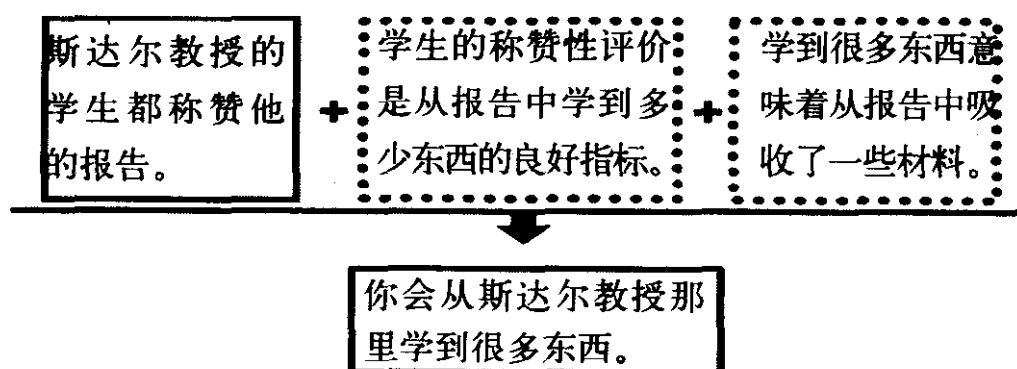 斯达尔教授的
学生都称赞他
的报告。
+
学生的称赞性评价
是从报告中学到多
少东西的良好指标。
+
学到很多东西意
味着从报告中吸
收了一些材料。
你会从斯达尔教授那
里学到很多东西。